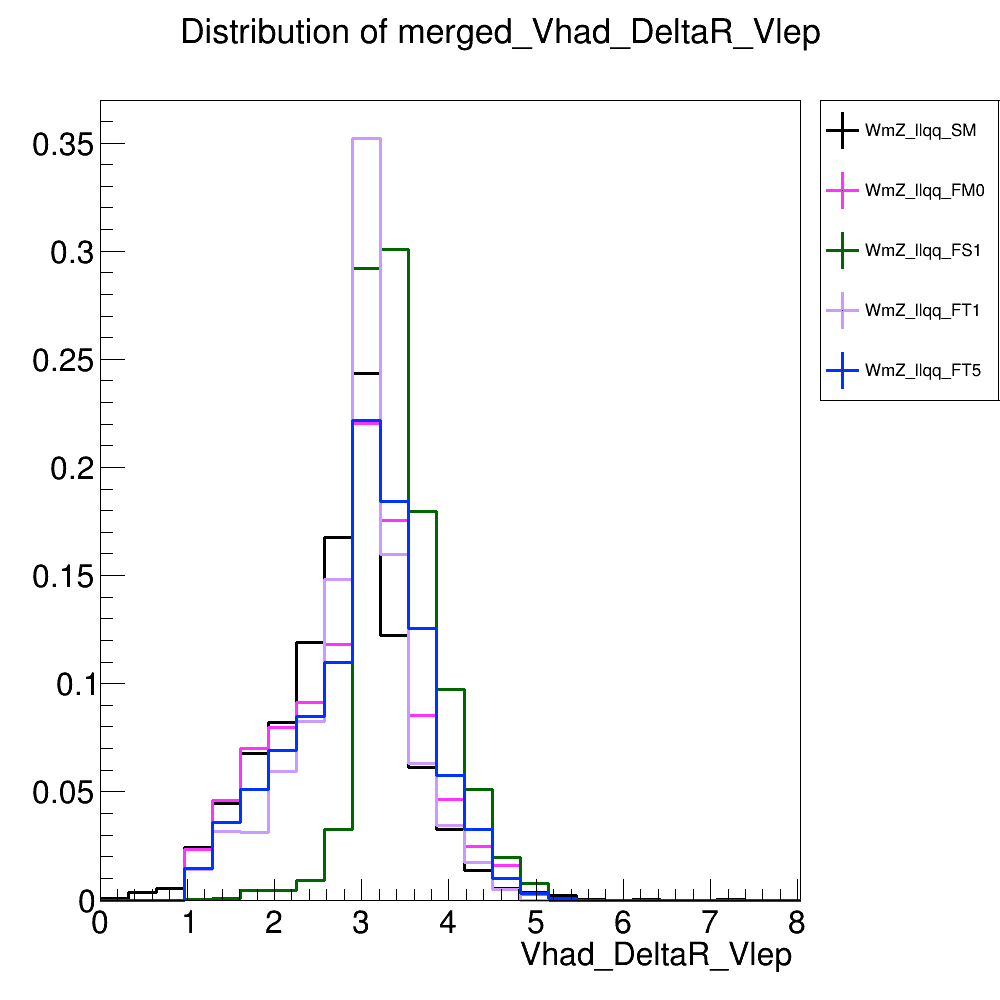 Distribution of merged_Vhad_DeltaR_Vlep
0.35
0.3
0.25
0.2
0.15
0.1
0.05
0
0 1 2 3 4 5 6 7 8
Vhad_DeltaR_Vlep
WmZ_llqq_SM
WmZ_llqq_FM0
WmZ_llqq_FS1
WmZ_llqq_FT1
WmZ_llqq_FT5